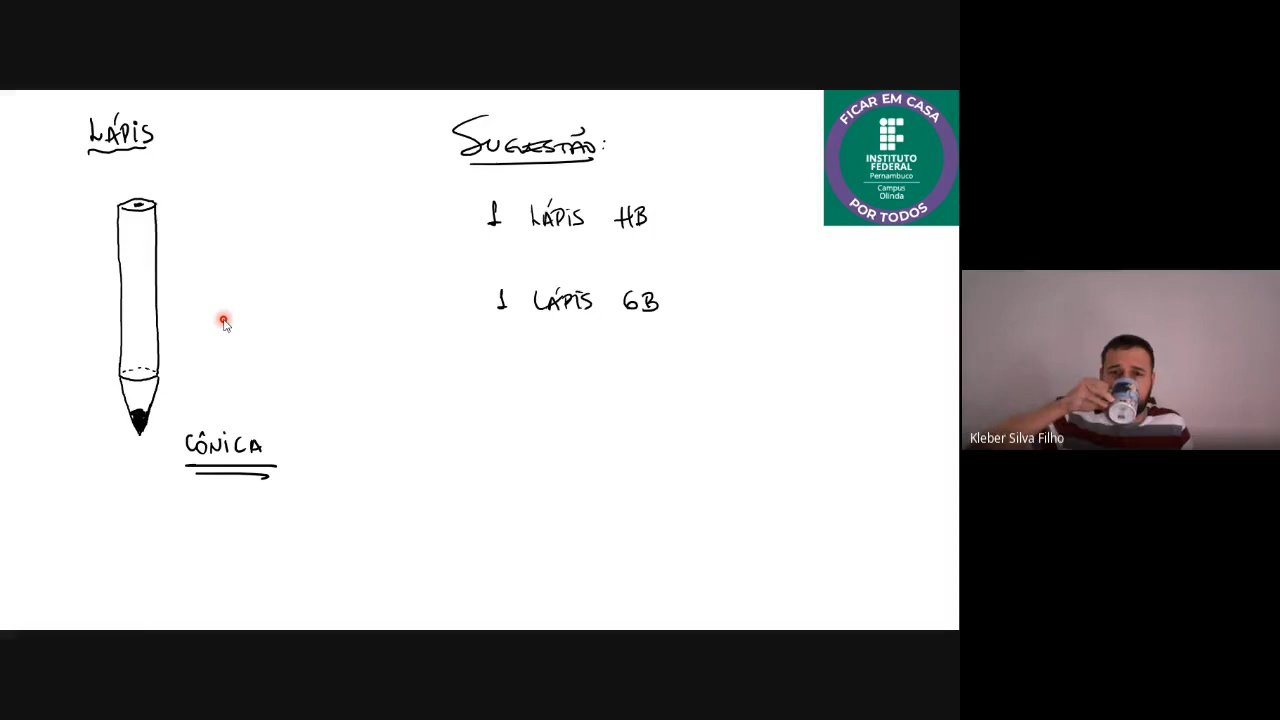 LÁPIS
SUGESTÃO:
1 LÁPIS HB
1 LÁPIS 6B
CÔNICA
FICAR EM CASA
INSTITUTO
FEDERAL
Pernambuco
Campus
Olinda
POR TODOS
Kleber Silva Filho